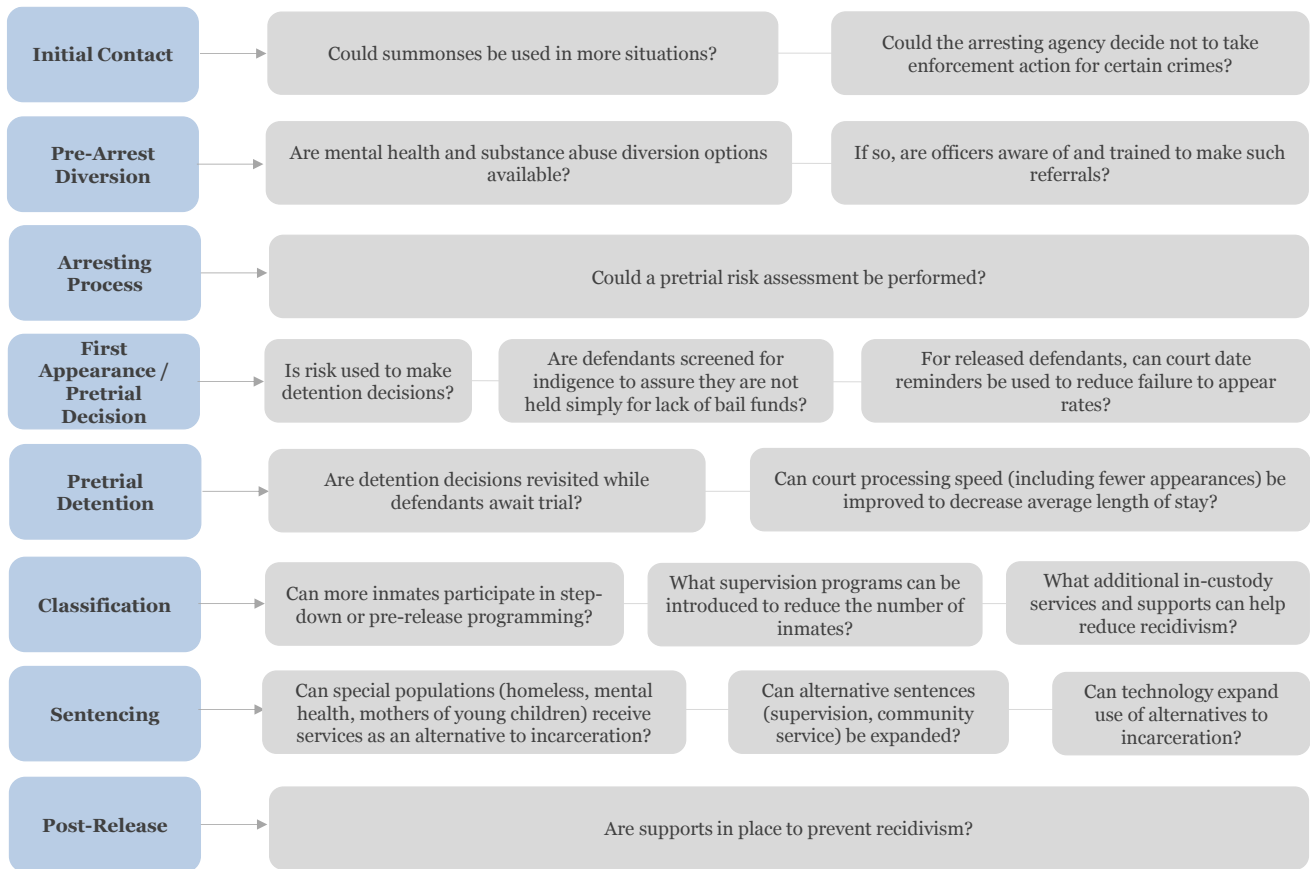 Initial Contact
Could summonses be used in more situations?
Could the arresting agency decide not to take
enforcement action for certain crimes?
Pre-Arrest
Diversion
Are mental health and substance abuse diversion options
available?
If so, are officers aware of and trained to make such
referrals?
Arresting
Process
Could a pretrial risk assessment be performed?
First
Appearance /
Pretrial
Decision
Is risk used to make
detention decisions?
Are defendants screened for
indigence to assure they are not
held simply for lack of bail funds?
For released defendants, can court date
reminders be used to reduce failure to appear
rates?
Pretrial
Detention
Are detention decisions revisited while
defendants await trial?
Can court processing speed (including fewer appearances) be
improved to decrease average length of stay?
Classification
Can more inmates participate in step-
down or pre-release programming?
What supervision programs can be
introduced to reduce the number of
inmates?
What additional in-custody
services and supports can help
reduce recidivism?
Sentencing
Can special populations (homeless, mental
health, mothers of young children) receive
services as an alternative to incarceration?
Can alternative sentences
(supervision, community
service) be expanded?
Can technology expand
use of alternatives to
incarceration?
Post-Release
Are supports in place to prevent recidivism?